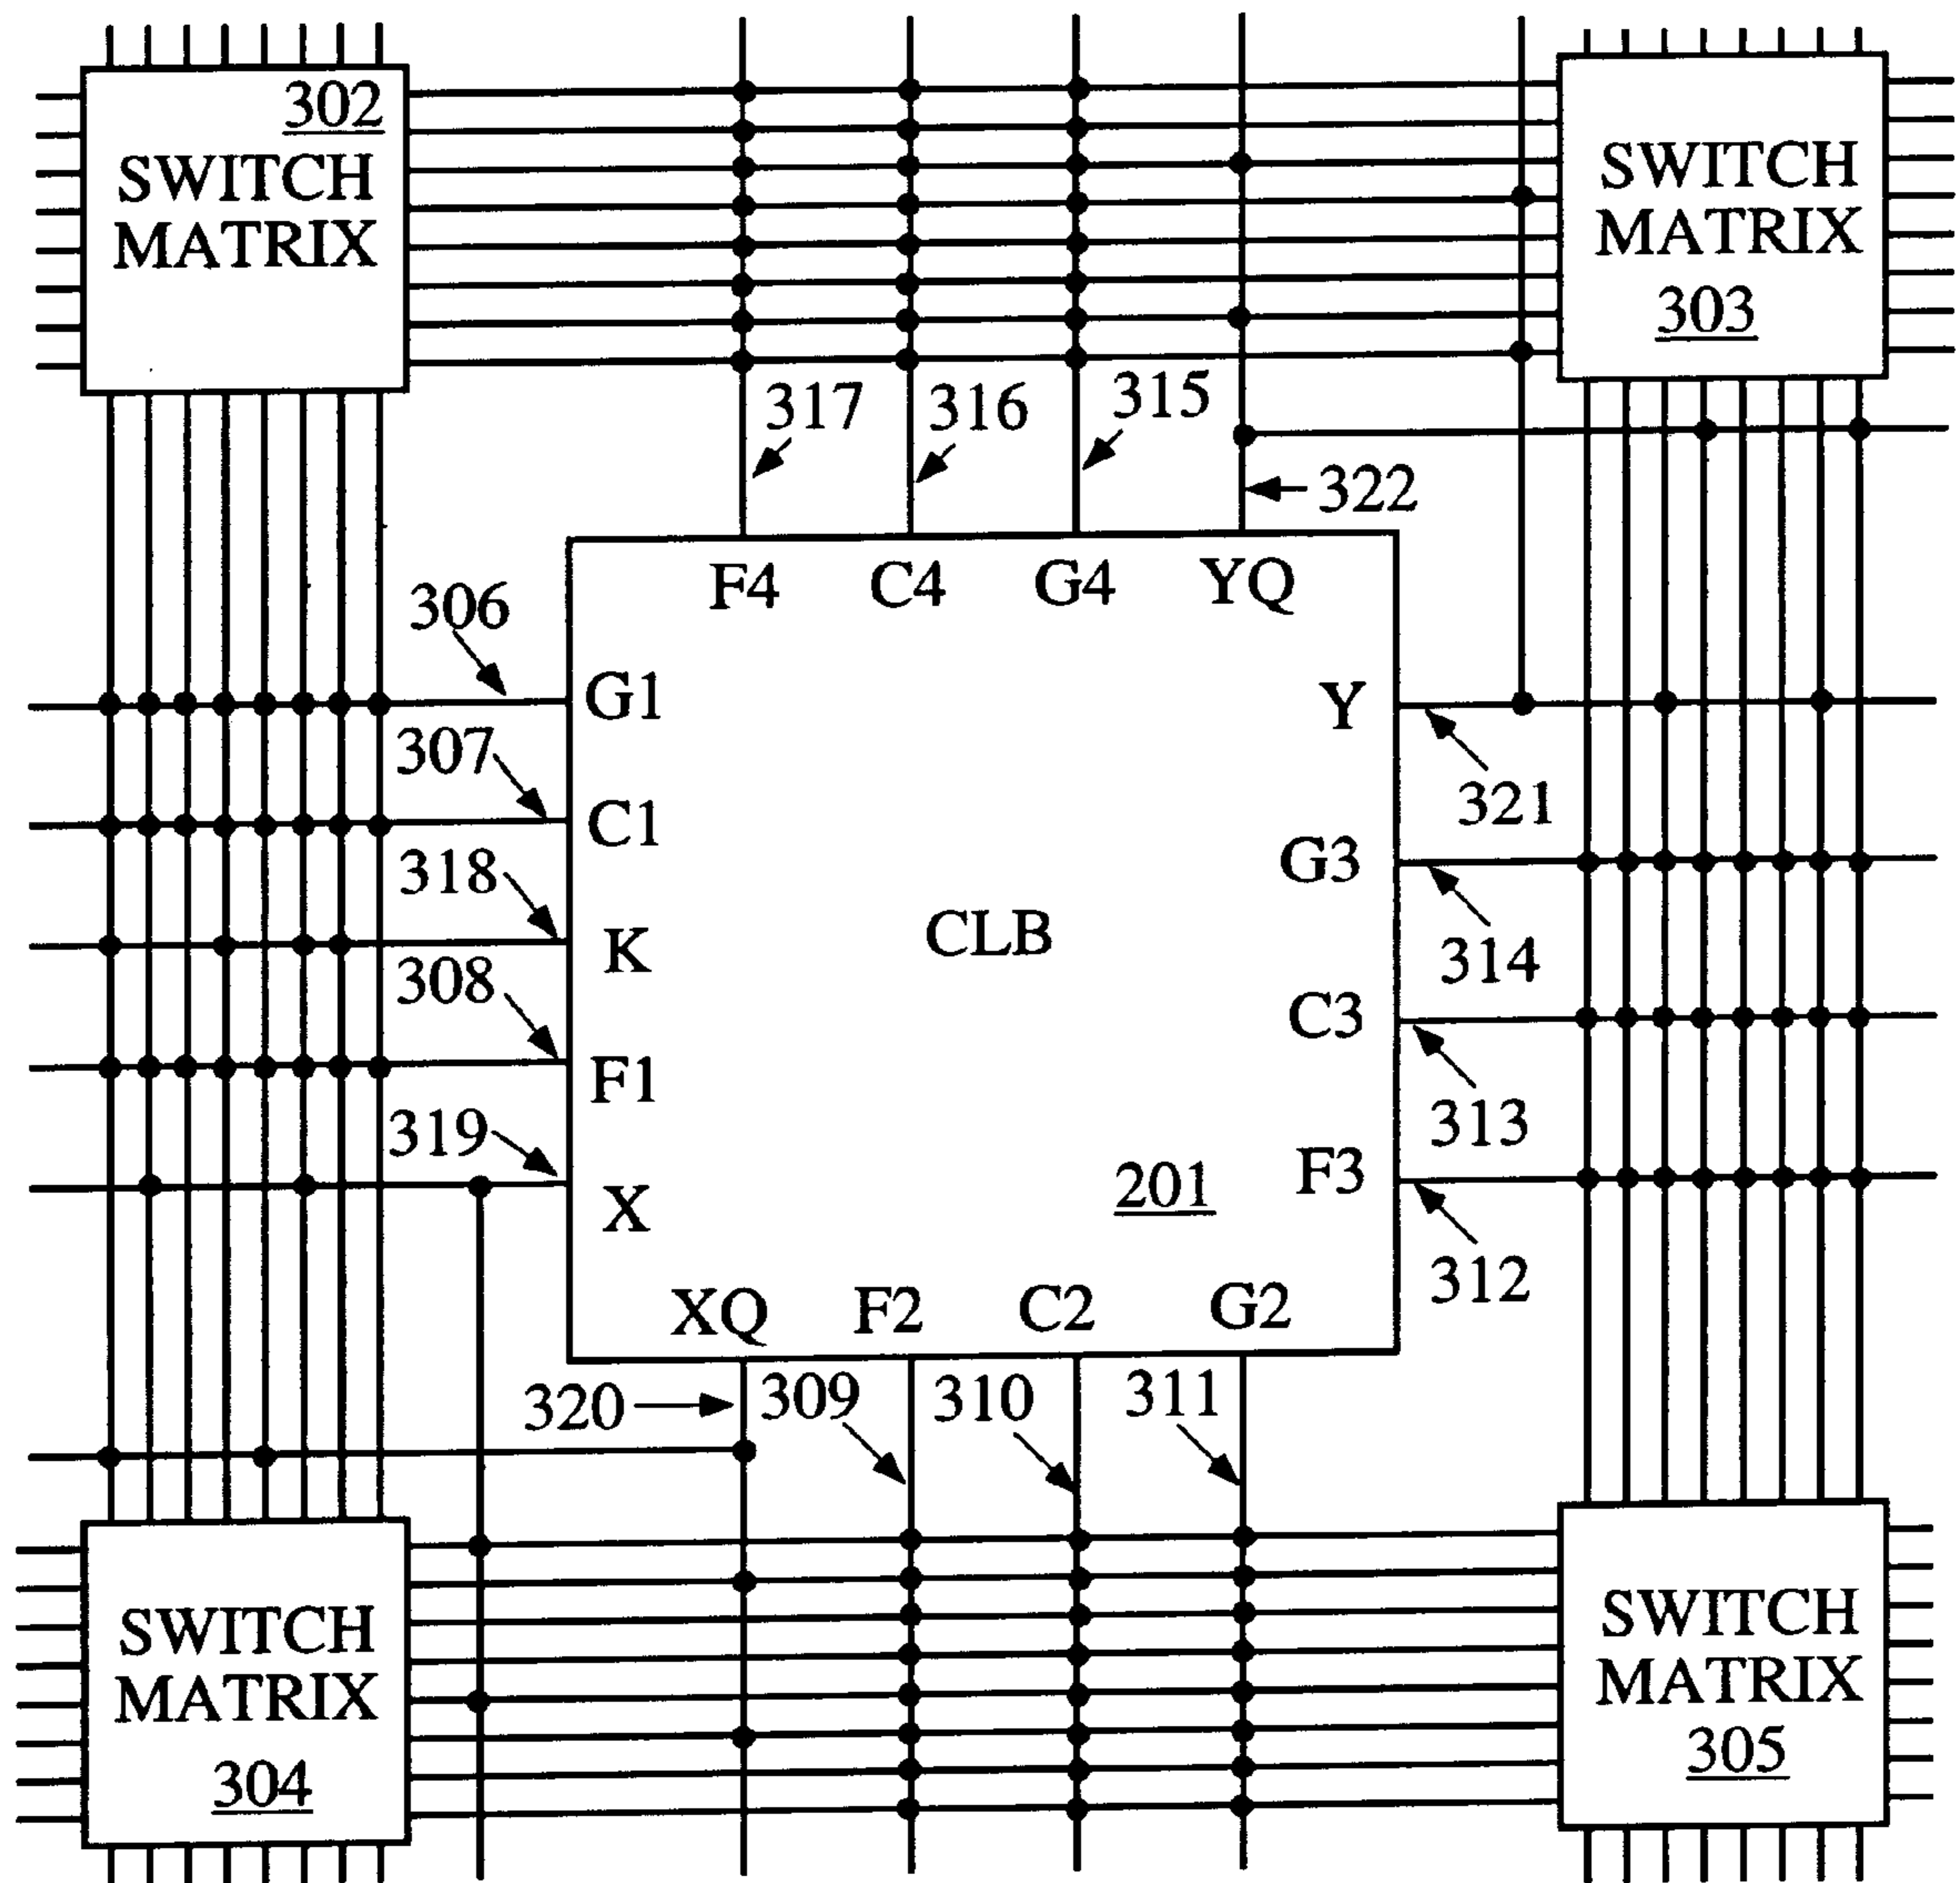 302
SWITCH
MATRIX
SWITCH
MATRIX
303
317
316
315
322
F4 C4 G4 YQ
306
G1
Y
307
321
C1
G3
318
CLB
K
314
308
C3
F1
313
319
201
F3
X
312
XQ F2 C2 G2
320
309
310
311
SWITCH
MATRIX
304
SWITCH
MATRIX
305